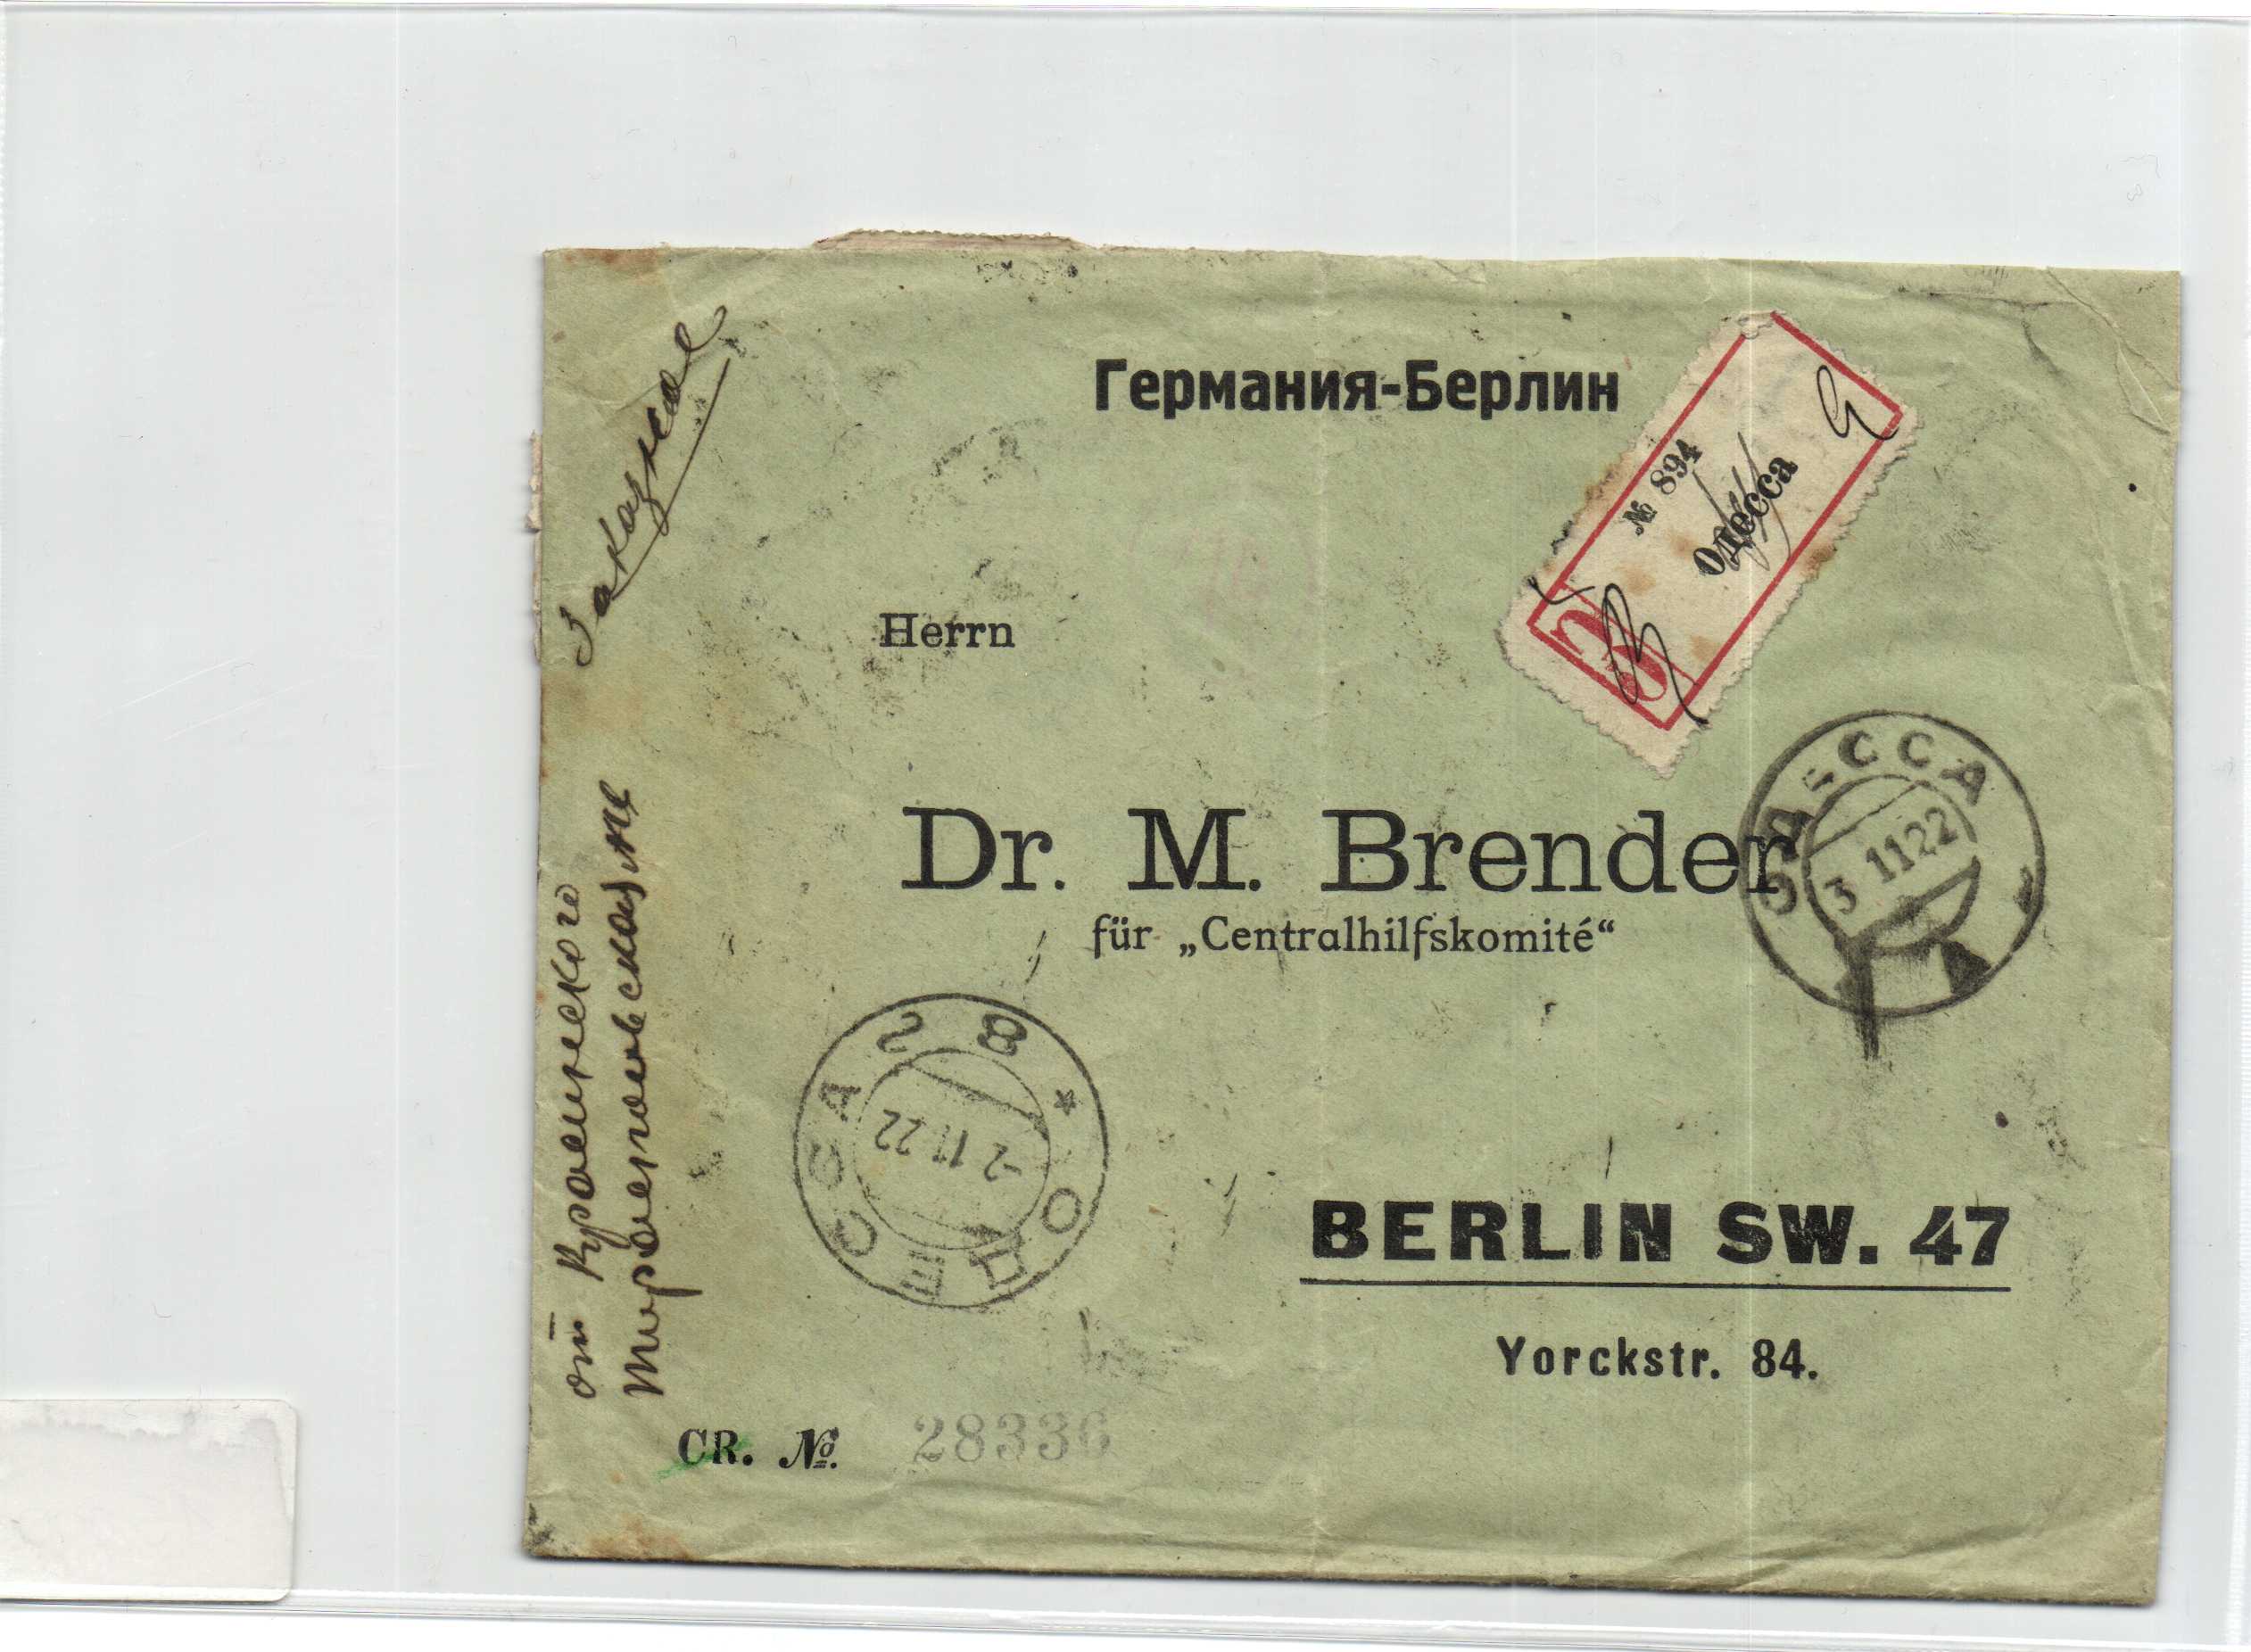 Заказное
Германия-Берлин
№ 894
Одесса
З
Herrn
Dr. M. Brender
für „Centralhilfskomité“
ОДЕССА
3 11 22
ОДЕССА
-2 11 22
BERLIN SW. 47
Yorckstr. 84.
от
CR. №. 28336